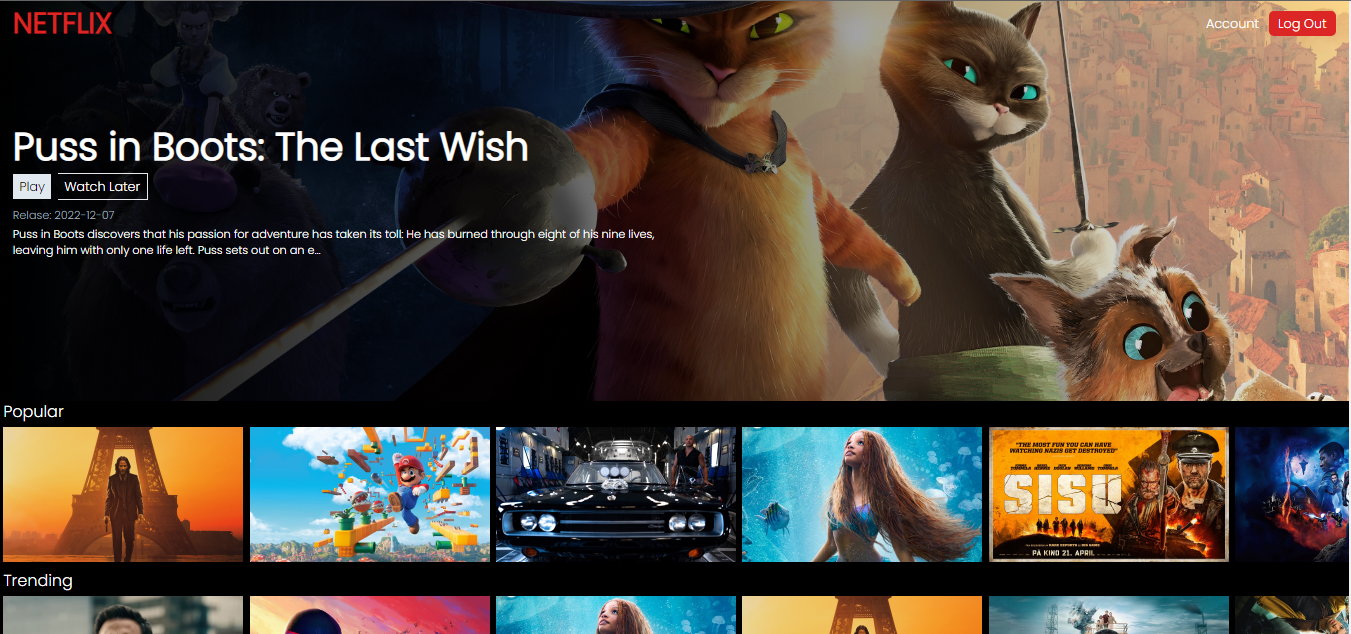 NETFLIX
Account
Log Out
Puss in Boots: The Last Wish
Play
Watch Later
Relase: 2022-12-07
Puss in Boots discovers that his passion for adventure has taken its toll: He has burned through eight of his nine lives,
leaving him with only one life left. Puss sets out on an e...
Popular
"THE MOST FUN YOU CAN HAVE
WATCHING NAZIS GET DESTROYED"
SISU
PÅ KINO 21. APRIL
Trending